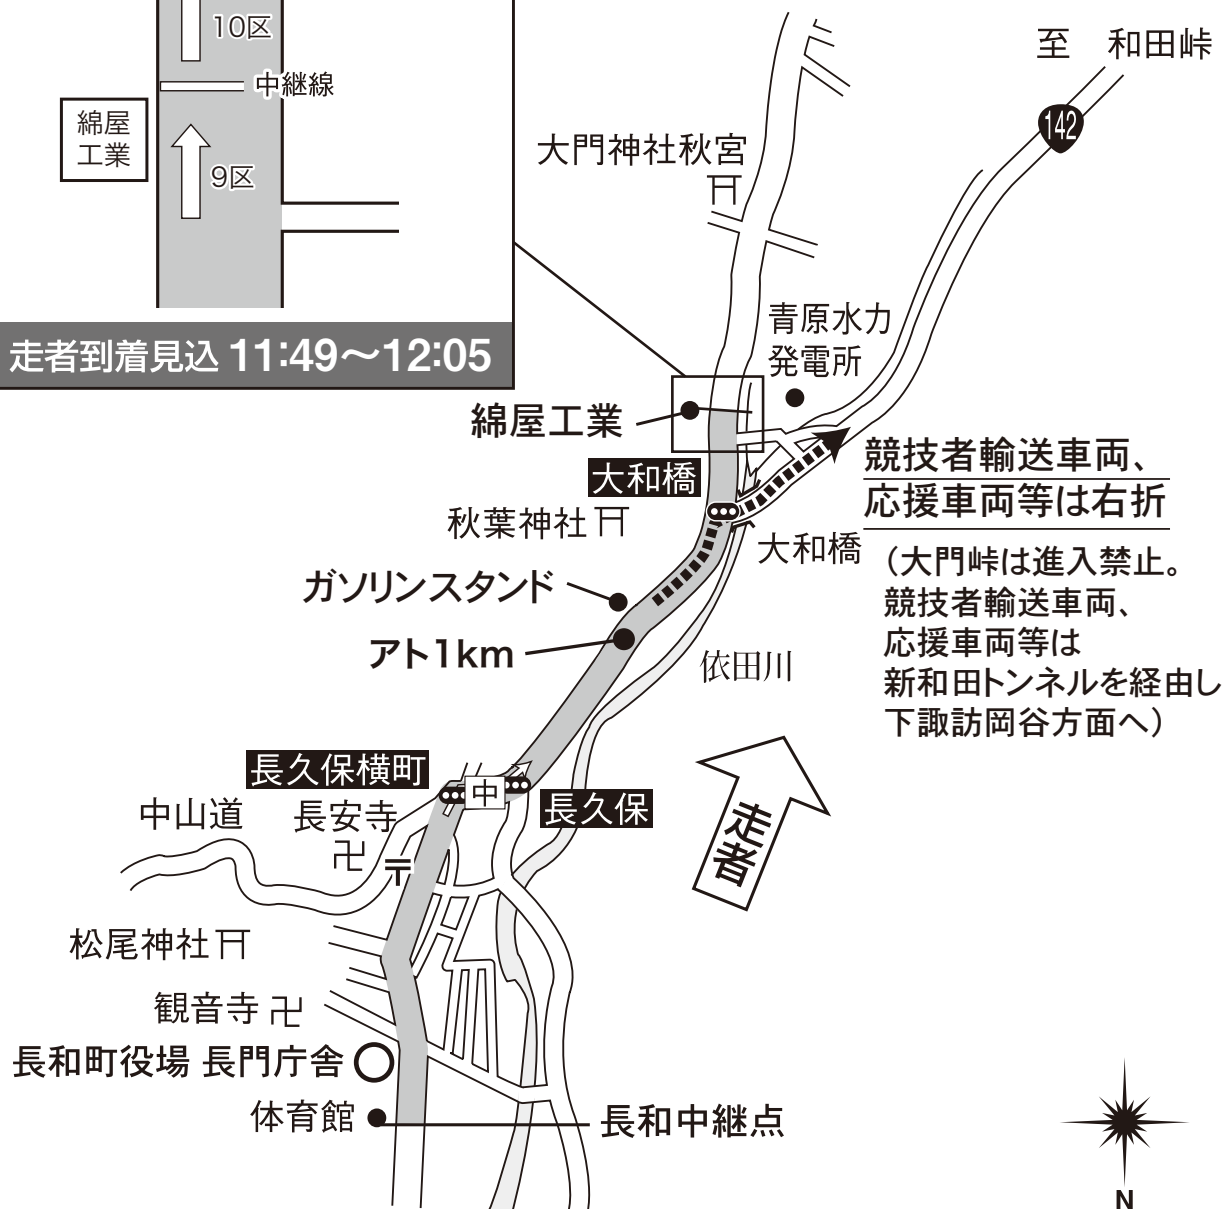 10区
中継線
綿屋
工業
9区
走者到着見込 11:49〜12:05
至 和田峠
142
大門神社秋宮
青原水力
発電所
綿屋工業
大和橋
競技者輸送車両、
応援車両等は右折
秋葉神社
大和橋
(大門峠は進入禁止。
競技者輸送車両、
応援車両等は
新和田トンネルを経由し
下諏訪岡谷方面へ)
ガソリンスタンド
アト1km
依田川
長久保横町
中
長久保
中山道
長安寺
卍
〒
走者
松尾神社
観音寺 卍
長和町役場 長門庁舎
体育館
長和中継点
N